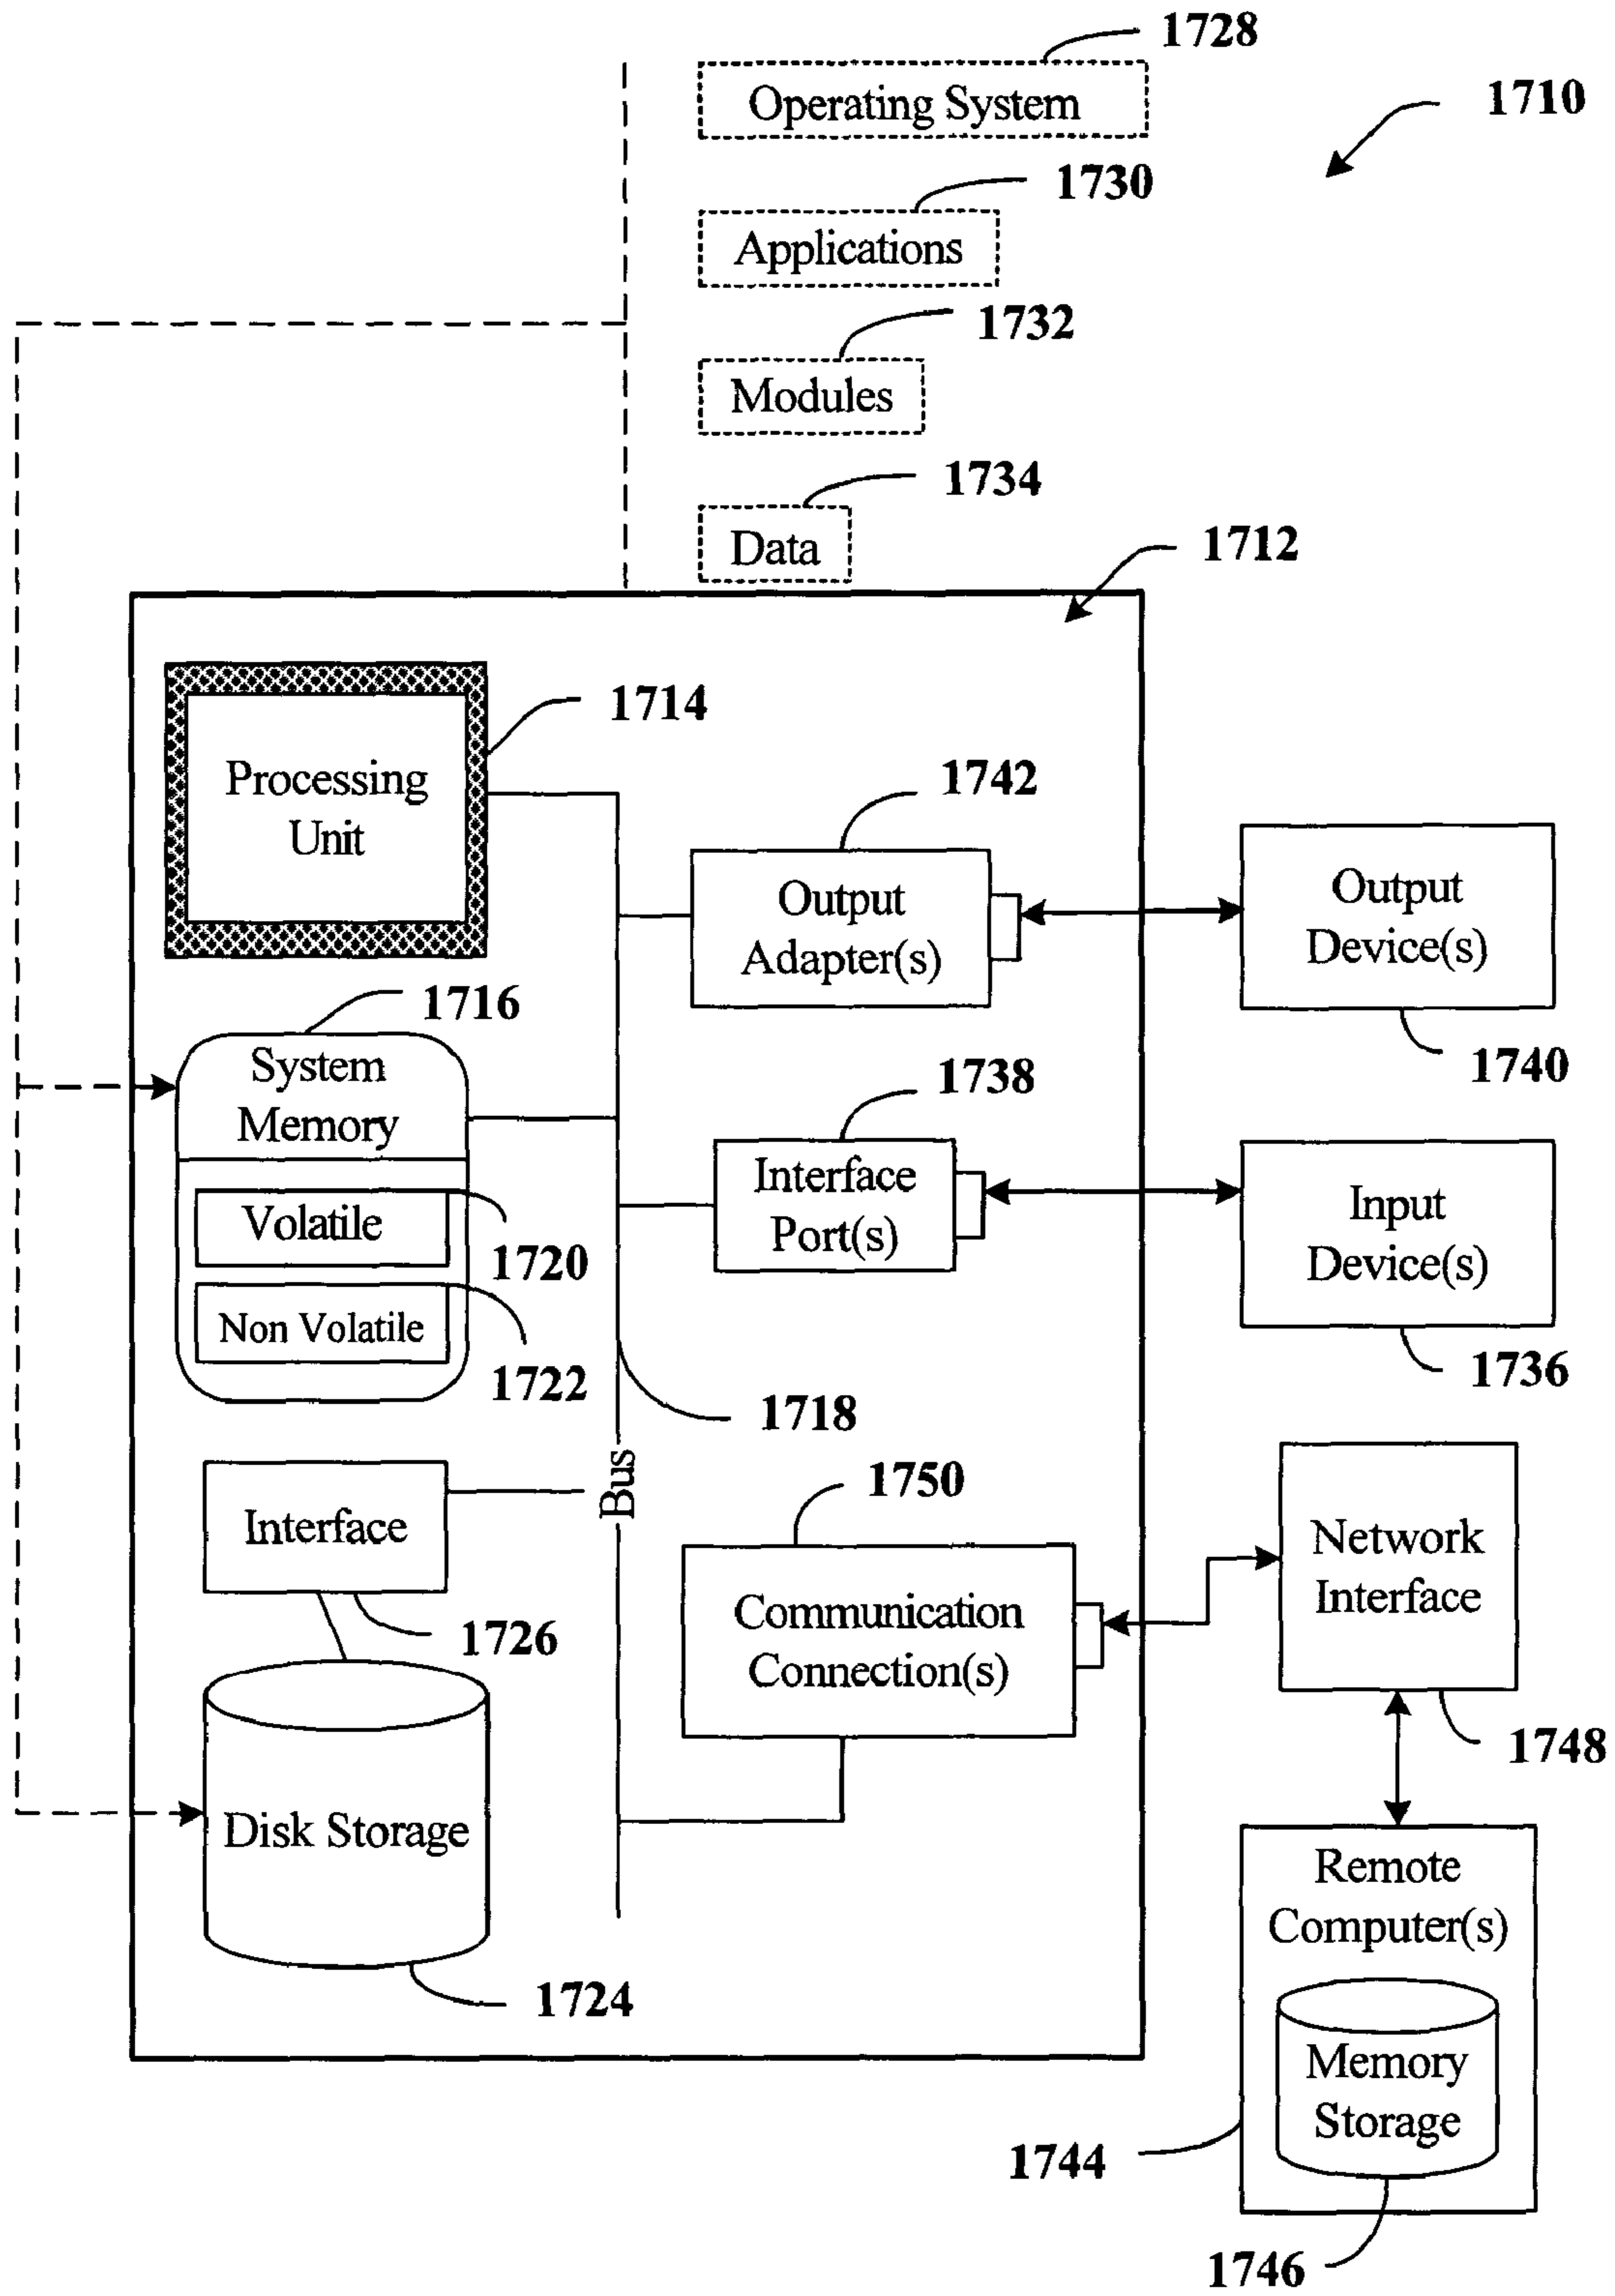 1728
Operating System
1710
1730
Applications
1732
Modules
1734
Data
1712
1714
Processing
Unit
1742
Output
Adapter(s)
Output
Device(s)
1740
1716
System
Memory
1738
Interface
Port(s)
Input
Device(s)
1736
Volatile
1720
Non Volatile
1722
1718
Bus
1750
Interface
1726
Communication
Connection(s)
Network
Interface
1748
Disk Storage
1724
Remote
Computer(s)
Memory
Storage
1744
1746